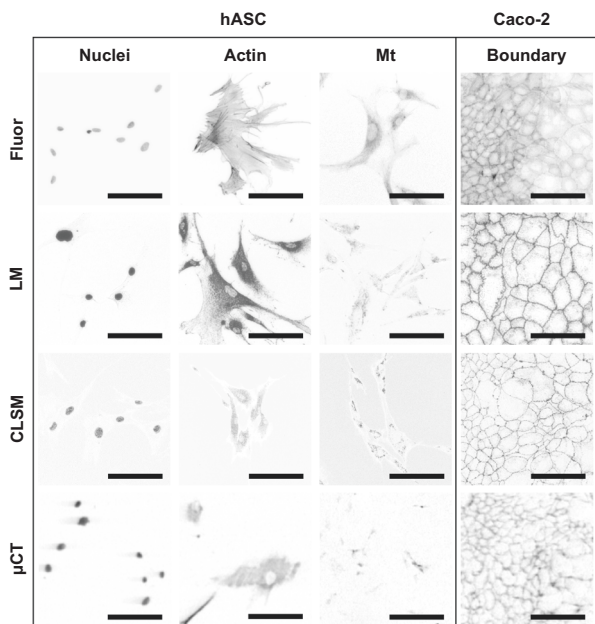 hASC Caco-2
Nuclei Actin Mt Boundary
Fluor
LM
CLSM
µCT